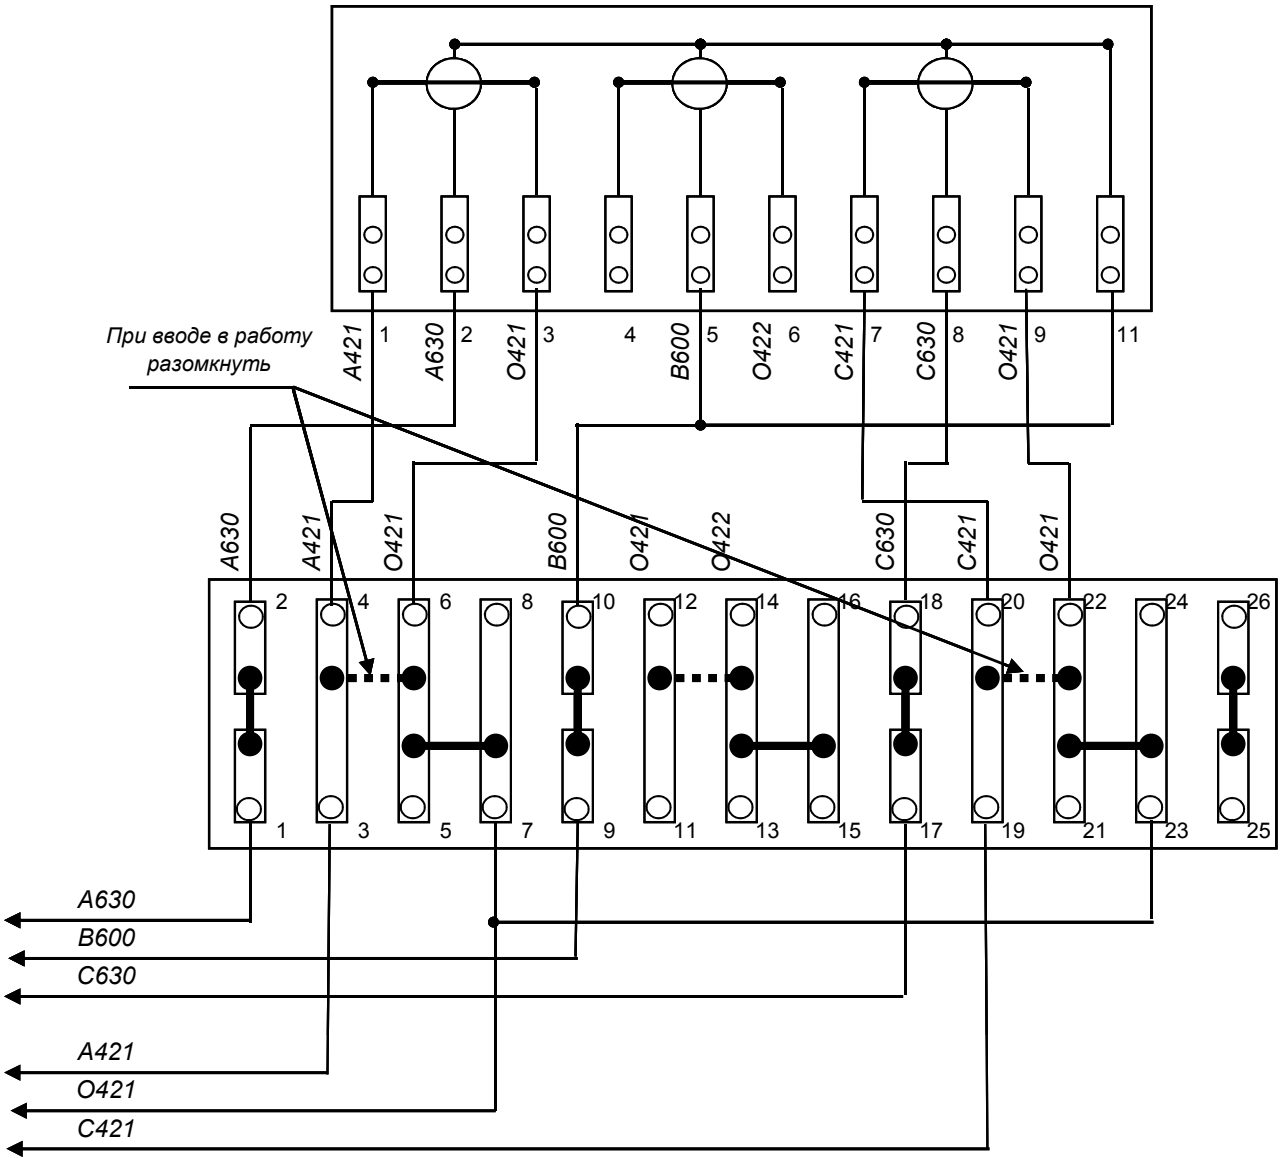 1 2 3 4 5 6 7 8 9 11
A421 A630 O421 B600 O422 C421 C630 O421
При вводе в работу
разомкнуть
A630 A421 O421 B600 O421 O422 C630 C421 O421
2 4 6 8 10 12 14 16 18 20 22 24 26
1 3 5 7 9 11 13 15 17 19 21 23 25
A630
B600
C630
A421
O421
C421